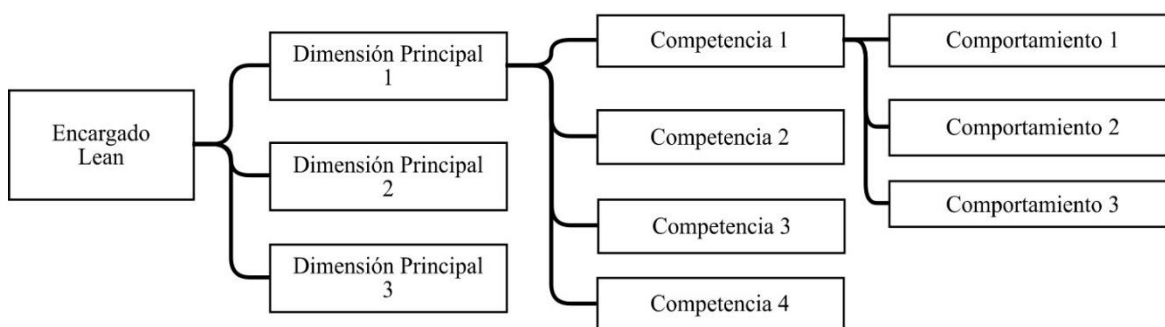 Encargado
Lean
Dimensión Principal
1
Dimensión Principal
2
Dimensión Principal
3
Competencia 1
Competencia 2
Competencia 3
Competencia 4
Comportamiento 1
Comportamiento 2
Comportamiento 3